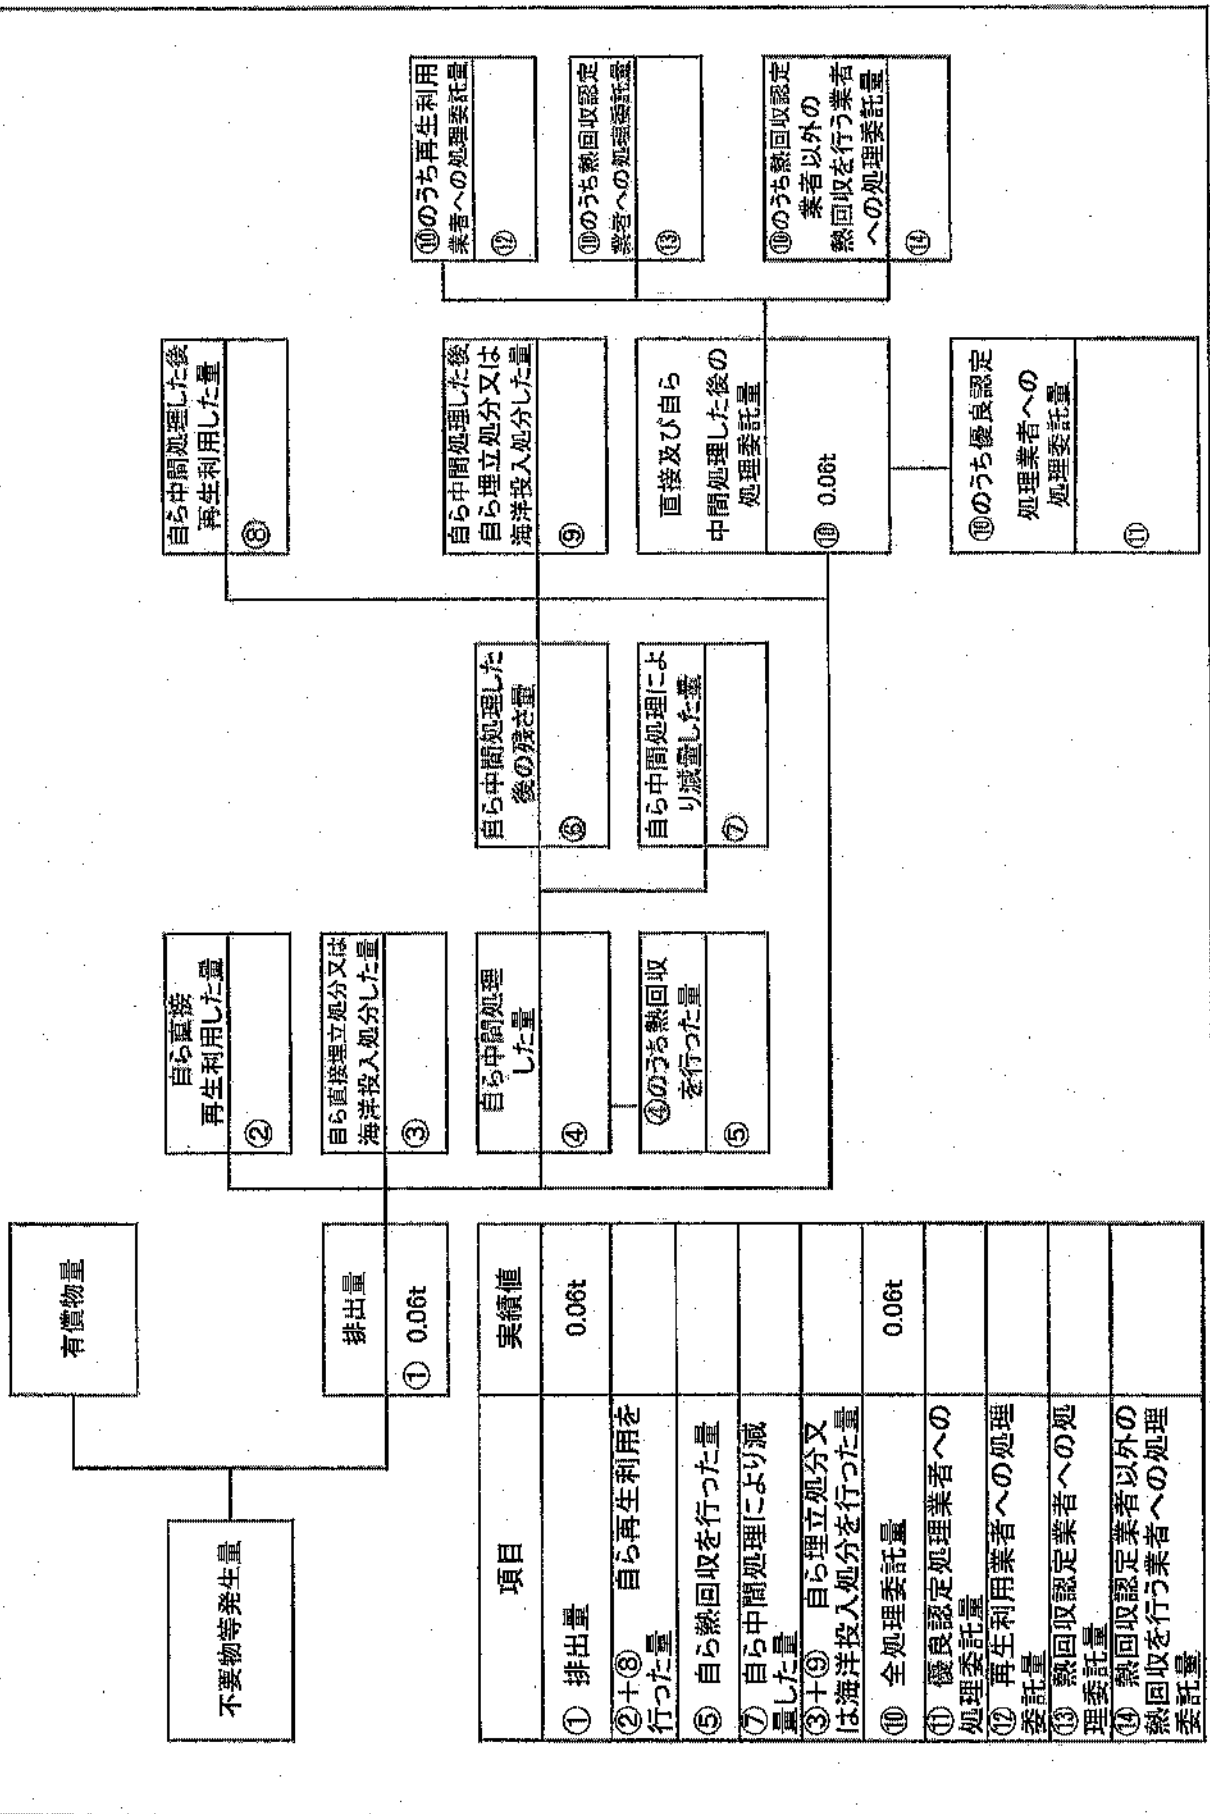 不要物等発生量
有償物量
排出量
① 0.06t
自ら直接
再生利用した量
②
自ら直接埋立処分又は
海洋投入処分した量
③
自ら中間処理
した量
④
④のうち熱回収
を行った量
⑤
自ら中間処理した
後の残さ量
⑥
自ら中間処理によ
り減量した量
⑦
自ら中間処理した後
再生利用した量
⑧
自ら中間処理した後
自ら埋立処分又は
海洋投入処分した量
⑨
直接及び自ら
中間処理した後の
処理委託量
⑩ 0.06t
⑩のうち優良認定
処理業者への
処理委託量
⑪
⑩のうち再生利用
業者への処理委託量
⑫
⑩のうち熱回収認定
業者への処理委託量
⑬
⑩のうち熱回収認定
業者以外の
熱回収を行う業者
への処理委託量
⑭
項目 実績値
① 排出量 0.06t
②+⑧ 自ら再生利用を
行った量
⑤ 自ら熱回収を行った量
⑦ 自ら中間処理により減
量した量
③+⑨ 自ら埋立処分又
は海洋投入処分を行った量
⑩ 全処理委託量 0.06t
⑪ 優良認定処理業者への
処理委託量
⑫ 再生利用業者への処理
委託量
⑬ 熱回収認定業者への処
理委託量
⑭ 熱回収認定業者以外の
熱回収を行う業者への処理
委託量